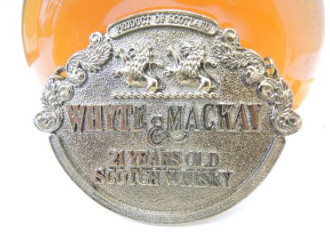 PRODUCT OF SCOTLAND
WHYTE & MACKAY
21 YEARS OLD
SCOTCH WHISKY